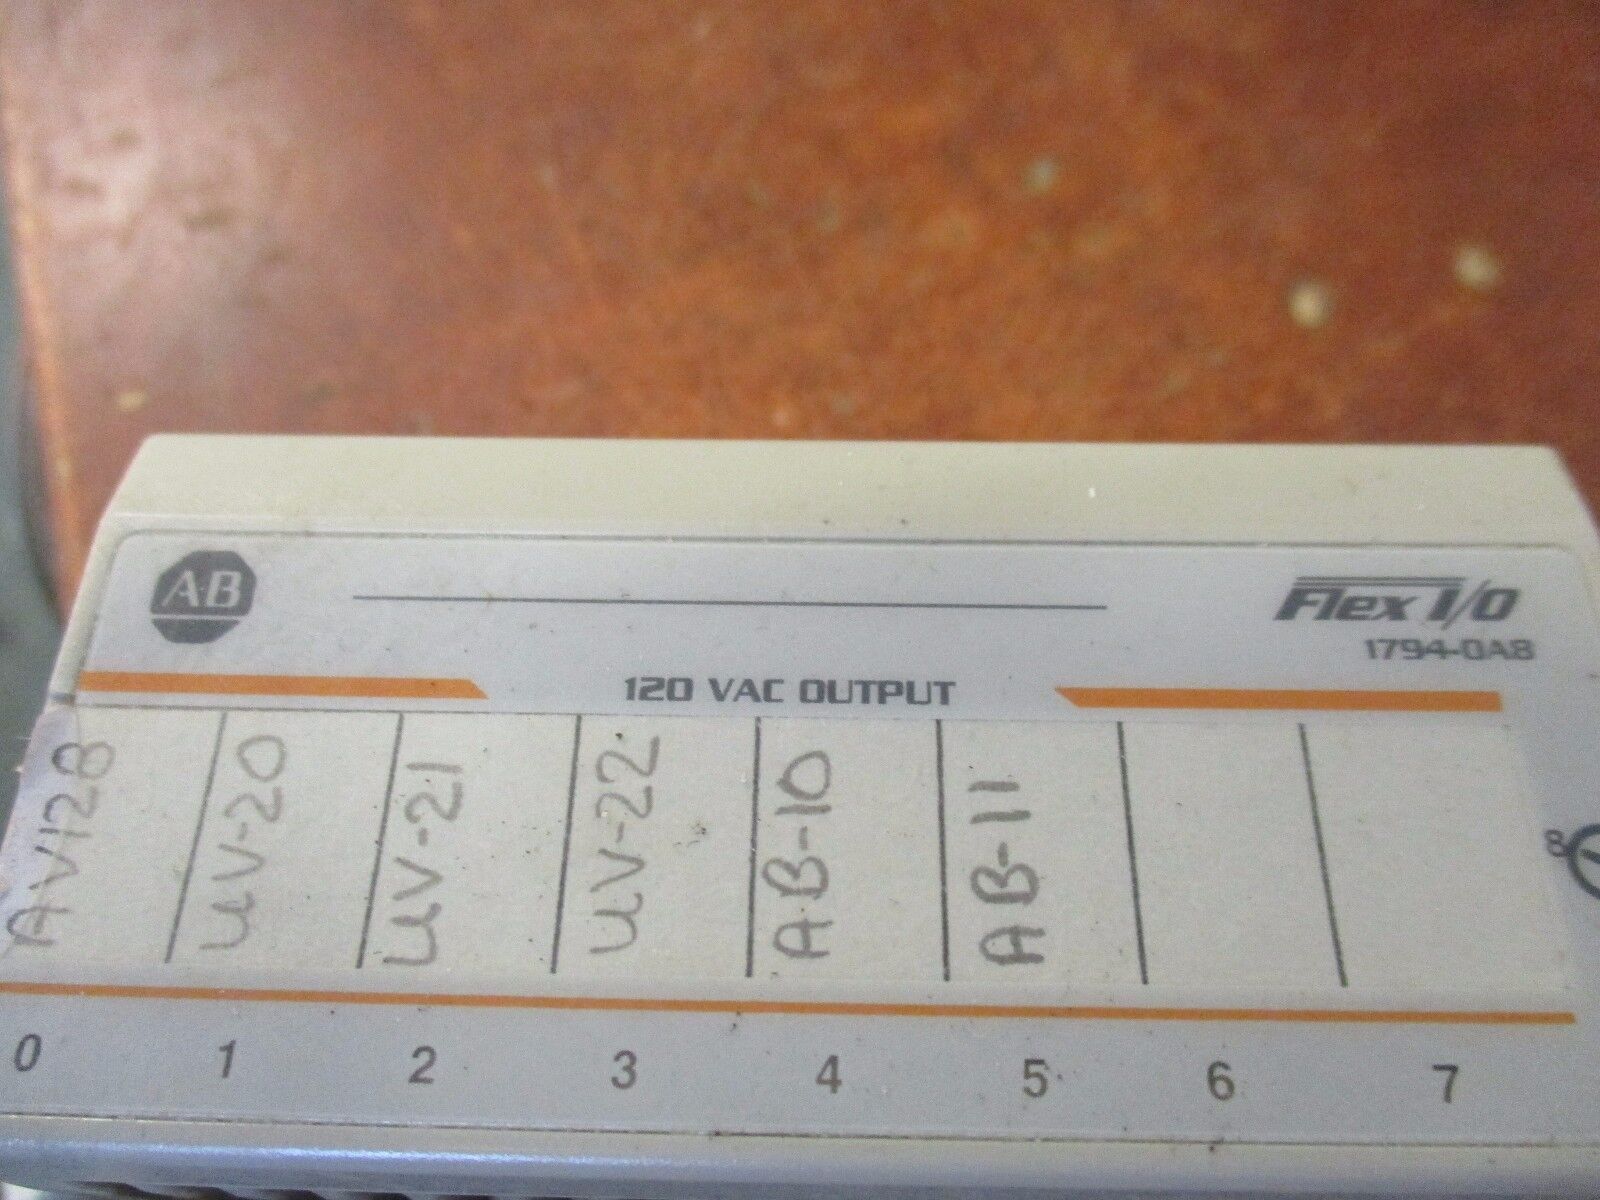 A·B
Flex I/O
1794-OA8
120 VAC OUTPUT
AV128
UV-20
UV-21
UV-22
AB-10
AB-11
8
0 1 2 3 4 5 6 7